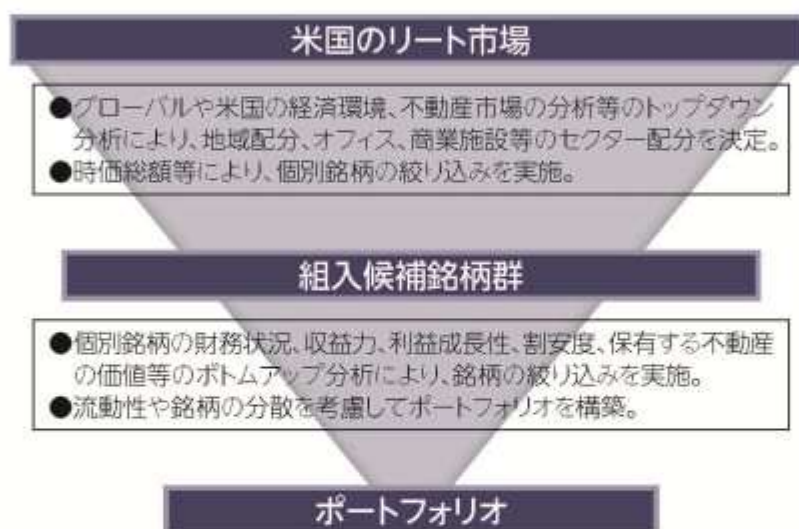 米国のリート市場
●グローバルや米国の経済環境、不動産市場の分析等のトップダウン
分析により、地域配分、オフィス、商業施設等のセクター配分を決定。
●時価総額等により、個別銘柄の絞り込みを実施。
組入候補銘柄群
●個別銘柄の財務状況、収益力、利益成長性、割安度、保有する不動産
の価値等のボトムアップ分析により、銘柄の絞り込みを実施。
●流動性や銘柄の分散を考慮してポートフォリオを構築。
ポートフォリオ